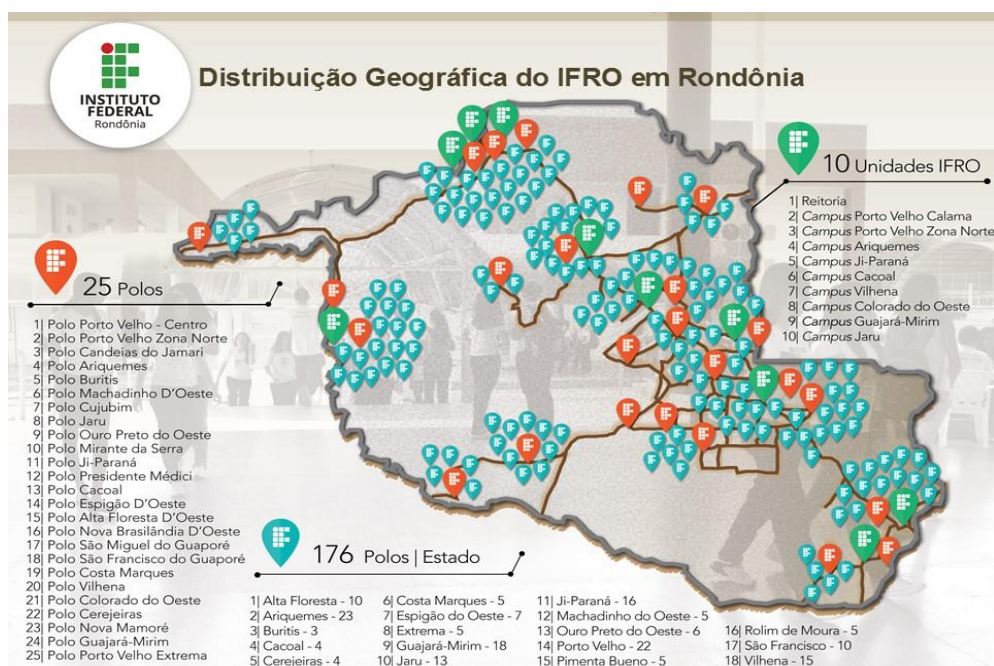 INSTITUTO
FEDERAL
Rondônia
Distribuição Geográfica do IFRO em Rondônia
10 Unidades IFRO
1| Reitoria
2| Campus Porto Velho Calama
3| Campus Porto Velho Zona Norte
4| Campus Ariquemes
5| Campus Ji-Paraná
6| Campus Cacoal
7| Campus Vilhena
8| Campus Colorado do Oeste
9| Campus Guajará-Mirim
10| Campus Jaru
25 Polos
1| Polo Porto Velho - Centro
2| Polo Porto Velho Zona Norte
3| Polo Candeias do Jamari
4| Polo Ariquemes
5| Polo Buritis
6| Polo Machadinho D'Oeste
7| Polo Cujubim
8| Polo Jaru
9| Polo Ouro Preto do Oeste
10| Polo Mirante da Serra
11| Polo Ji-Paraná
12| Polo Presidente Médici
13| Polo Cacoal
14| Polo Espigão D'Oeste
15| Polo Alta Floresta D'Oeste
16| Polo Nova Brasilândia D'Oeste
17| Polo São Miguel do Guaporé
18| Polo São Francisco do Guaporé
19| Polo Costa Marques
20| Polo Vilhena
21| Polo Colorado do Oeste
22| Polo Cerejeiras
23| Polo Nova Mamoré
24| Polo Guajará-Mirim
25| Polo Porto Velho Extrema
176 Polos | Estado
1| Alta Floresta - 10
2| Ariquemes - 23
3| Buritis - 3
4| Cacoal - 4
5| Cerejeiras - 4
6| Costa Marques - 5
7| Espigão do Oeste - 7
8| Extrema - 5
9| Guajará-Mirim - 18
10| Jaru - 13
11| Ji-Paraná - 16
12| Machadinho do Oeste - 5
13| Ouro Preto do Oeste - 6
14| Porto Velho - 22
15| Pimenta Bueno - 5
16| Rolim de Moura - 5
17| São Francisco - 10
18| Vilhena - 15